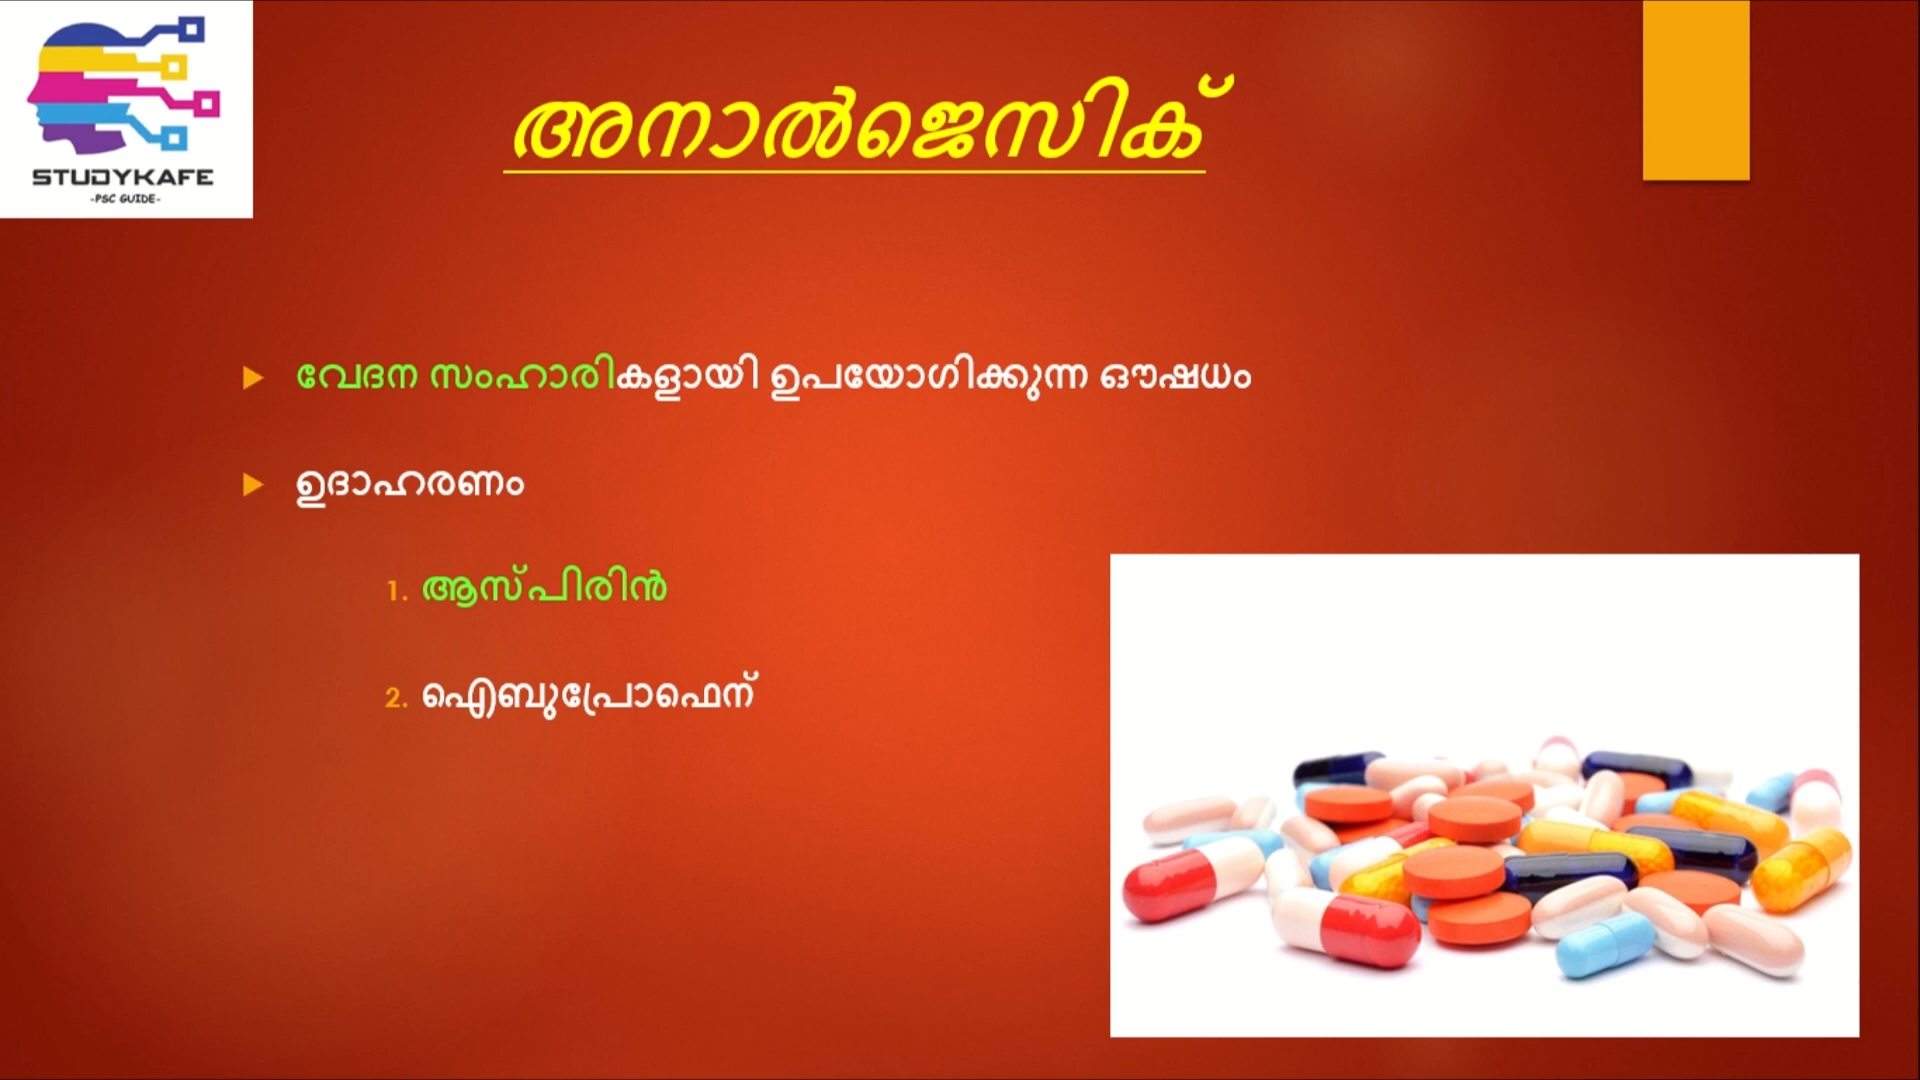 STUDYKAFE
-PSC GUIDE-
അനാൽജെസിക്
വേദന സംഹാരികളായി ഉപയോഗിക്കുന്ന ഔഷധം
ഉദാഹരണം
1. ആസ്പിരിൻ
2. ഐബുപ്രോഫെന്